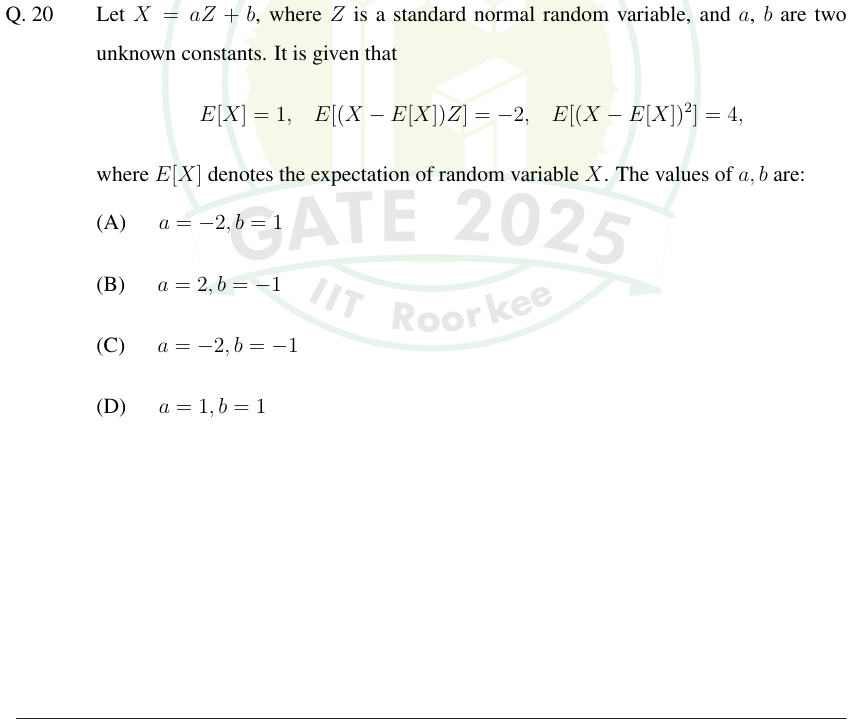 Q. 20 Let X = aZ + b, where Z is a standard normal random variable, and a, b are two
unknown constants. It is given that
E[X] = 1, E[(X − E[X])Z] = −2, E[(X − E[X])²] = 4,
where E[X] denotes the expectation of random variable X. The values of a, b are:
(A) a = −2, b = 1
GATE 2025
(B) a = 2, b = −1
IIT Roorkee
(C) a = −2, b = −1
(D) a = 1, b = 1